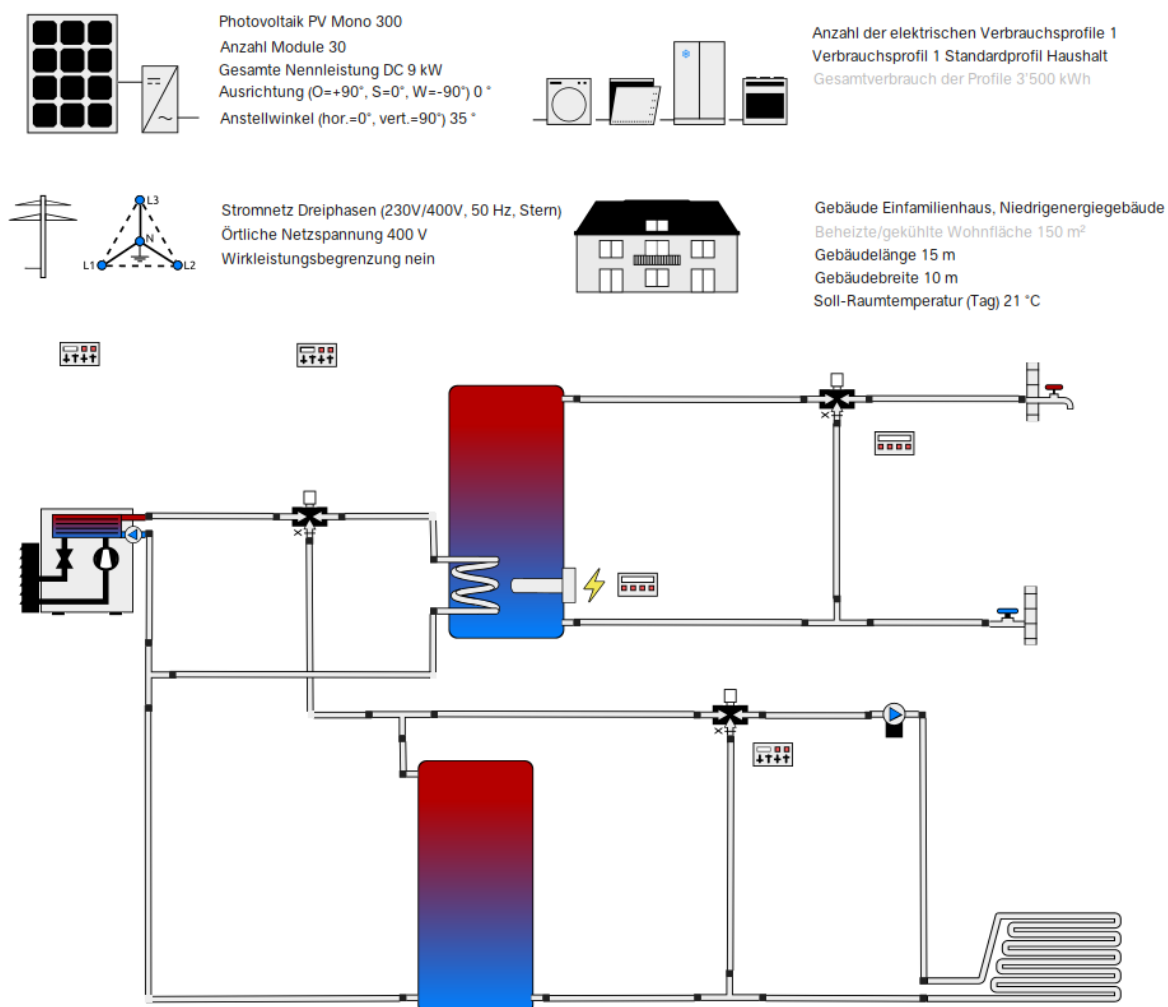 Photovoltaik PV Mono 300
Anzahl Module 30
Gesamte Nennleistung DC 9 kW
Ausrichtung (O=+90°, S=0°, W=-90°) 0 °
Anstellwinkel (hor.=0°, vert.=90°) 35 °
Anzahl der elektrischen Verbrauchsprofile 1
Verbrauchsprofil 1 Standardprofil Haushalt
Gesamtverbrauch der Profile 3'500 kWh
L3
N
L1
L2
Stromnetz Dreiphasen (230V/400V, 50 Hz, Stern)
Örtliche Netzspannung 400 V
Wirkleistungsbegrenzung nein
Gebäude Einfamilienhaus, Niedrigenergiegebäude
Beheizte/gekühlte Wohnfläche 150 m²
Gebäudelänge 15 m
Gebäudebreite 10 m
Soll-Raumtemperatur (Tag) 21 °C
X
X
X